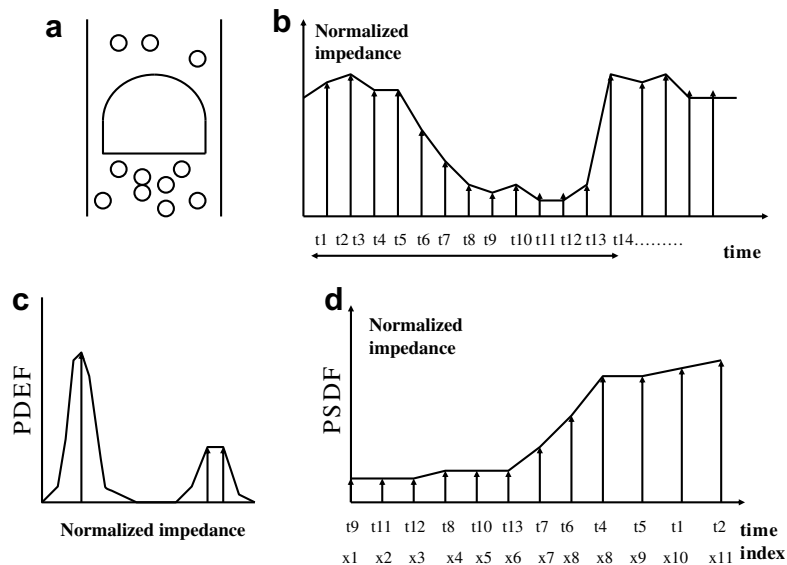 a
b
Normalized
impedance
t1 t2 t3 t4 t5 t6 t7 t8 t9 t10 t11 t12 t13 t14.........
time
c
PDEF
Normalized impedance
d
Normalized
impedance
PSDF
t9 t11 t12 t8 t10 t13 t7 t6 t4 t5 t1 t2 time
x1 x2 x3 x4 x5 x6 x7 x8 x8 x9 x10 x11 index